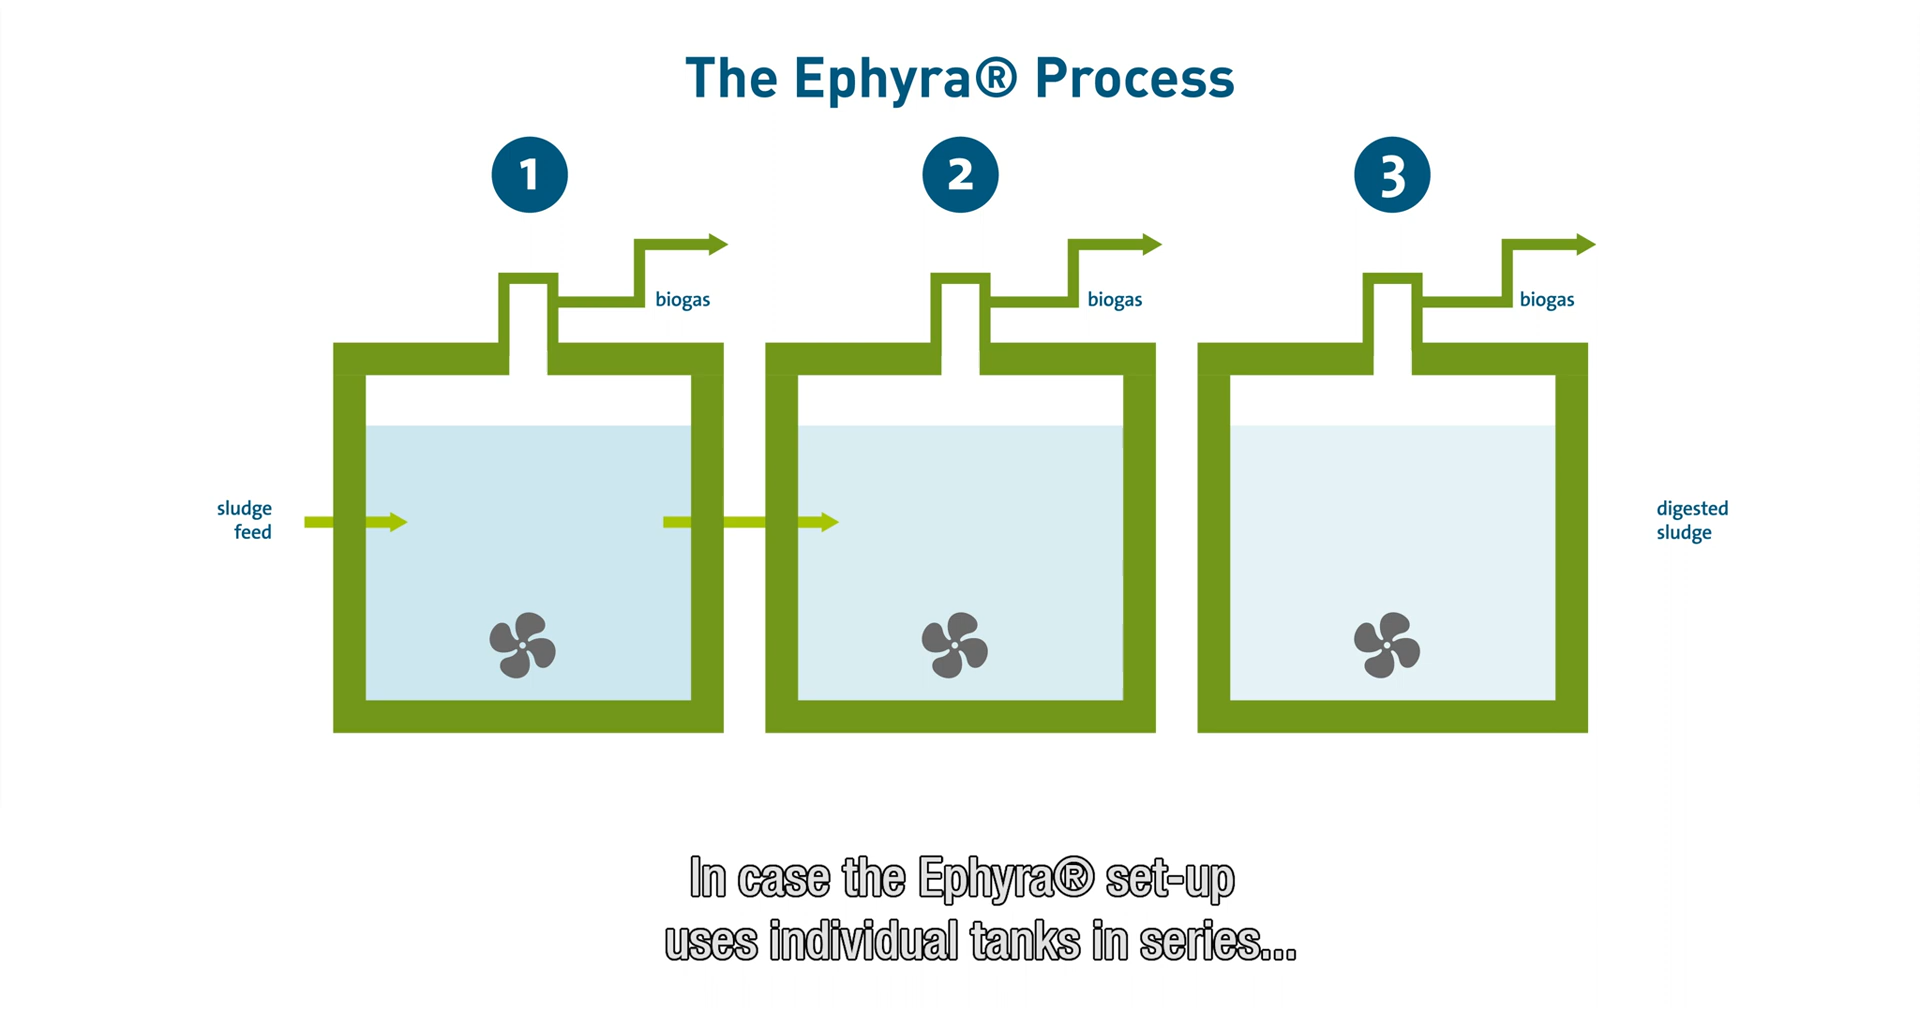 The Ephyra® Process
1
2
3
biogas
biogas
biogas
sludge
feed
digested
sludge
In case the Ephyra® set-up
uses individual tanks in series...